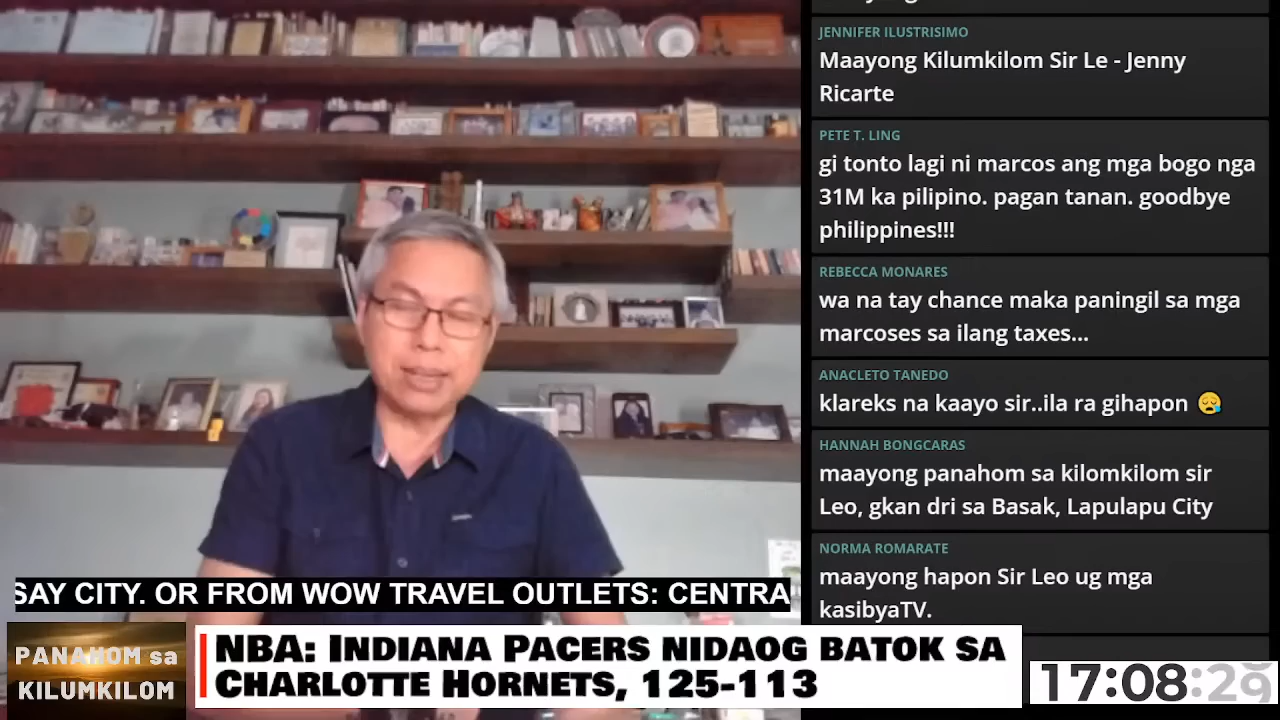 JENNIFER ILUSTRISIMO
Maayong Kilumkilom Sir Le - Jenny
Ricarte
PETE T. LING
gi tonto lagi ni marcos ang mga bogo nga
31M ka pilipino. pagan tanan. goodbye
philippines!!!
REBECCA MONARES
wa na tay chance maka paningil sa mga
marcoses sa ilang taxes...
ANACLETO TANEDO
klareks na kaayo sir..ila ra gihapon 😪
HANNAH BONGCARAS
maayong panahom sa kilomkilom sir
Leo, gkan dri sa Basak, Lapulapu City
NORMA ROMARATE
maayong hapon Sir Leo ug mga
kasibyaTV.
SAY CITY. OR FROM WOW TRAVEL OUTLETS: CENTRA
PANAHOM sa
KILUMKILOM
NBA: INDIANA PACERS NIDAOG BATOK SA
CHARLOTTE HORNETS, 125-113
17:08:29